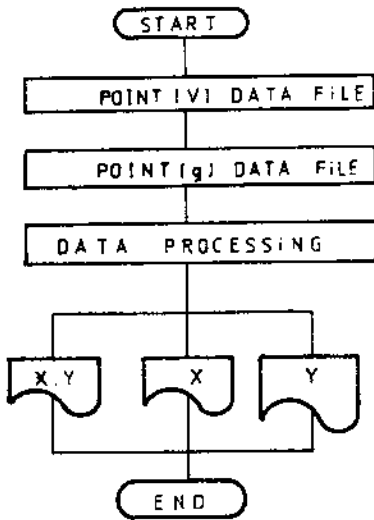 START
POINT(V) DATA FiLE
POINT(g) DATA FiLE
DATA PROCESSiNG
X.Y X Y
END